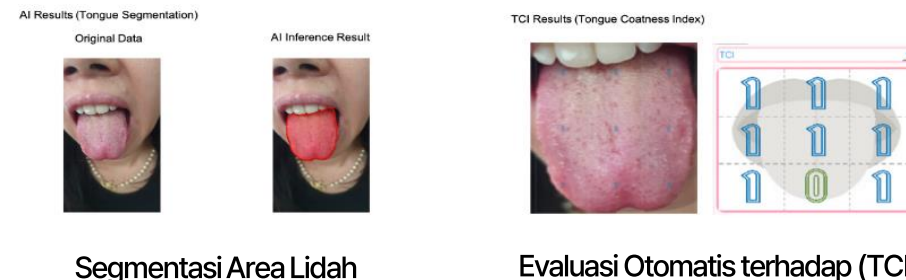 AI Results (Tongue Segmentation)
Original Data
AI Inference Result
Segmentasi Area Lidah
TCI Results (Tongue Coatness Index)
TCI
1 1 1
1 1 1
1 0 1
Evaluasi Otomatis terhadap (TCI